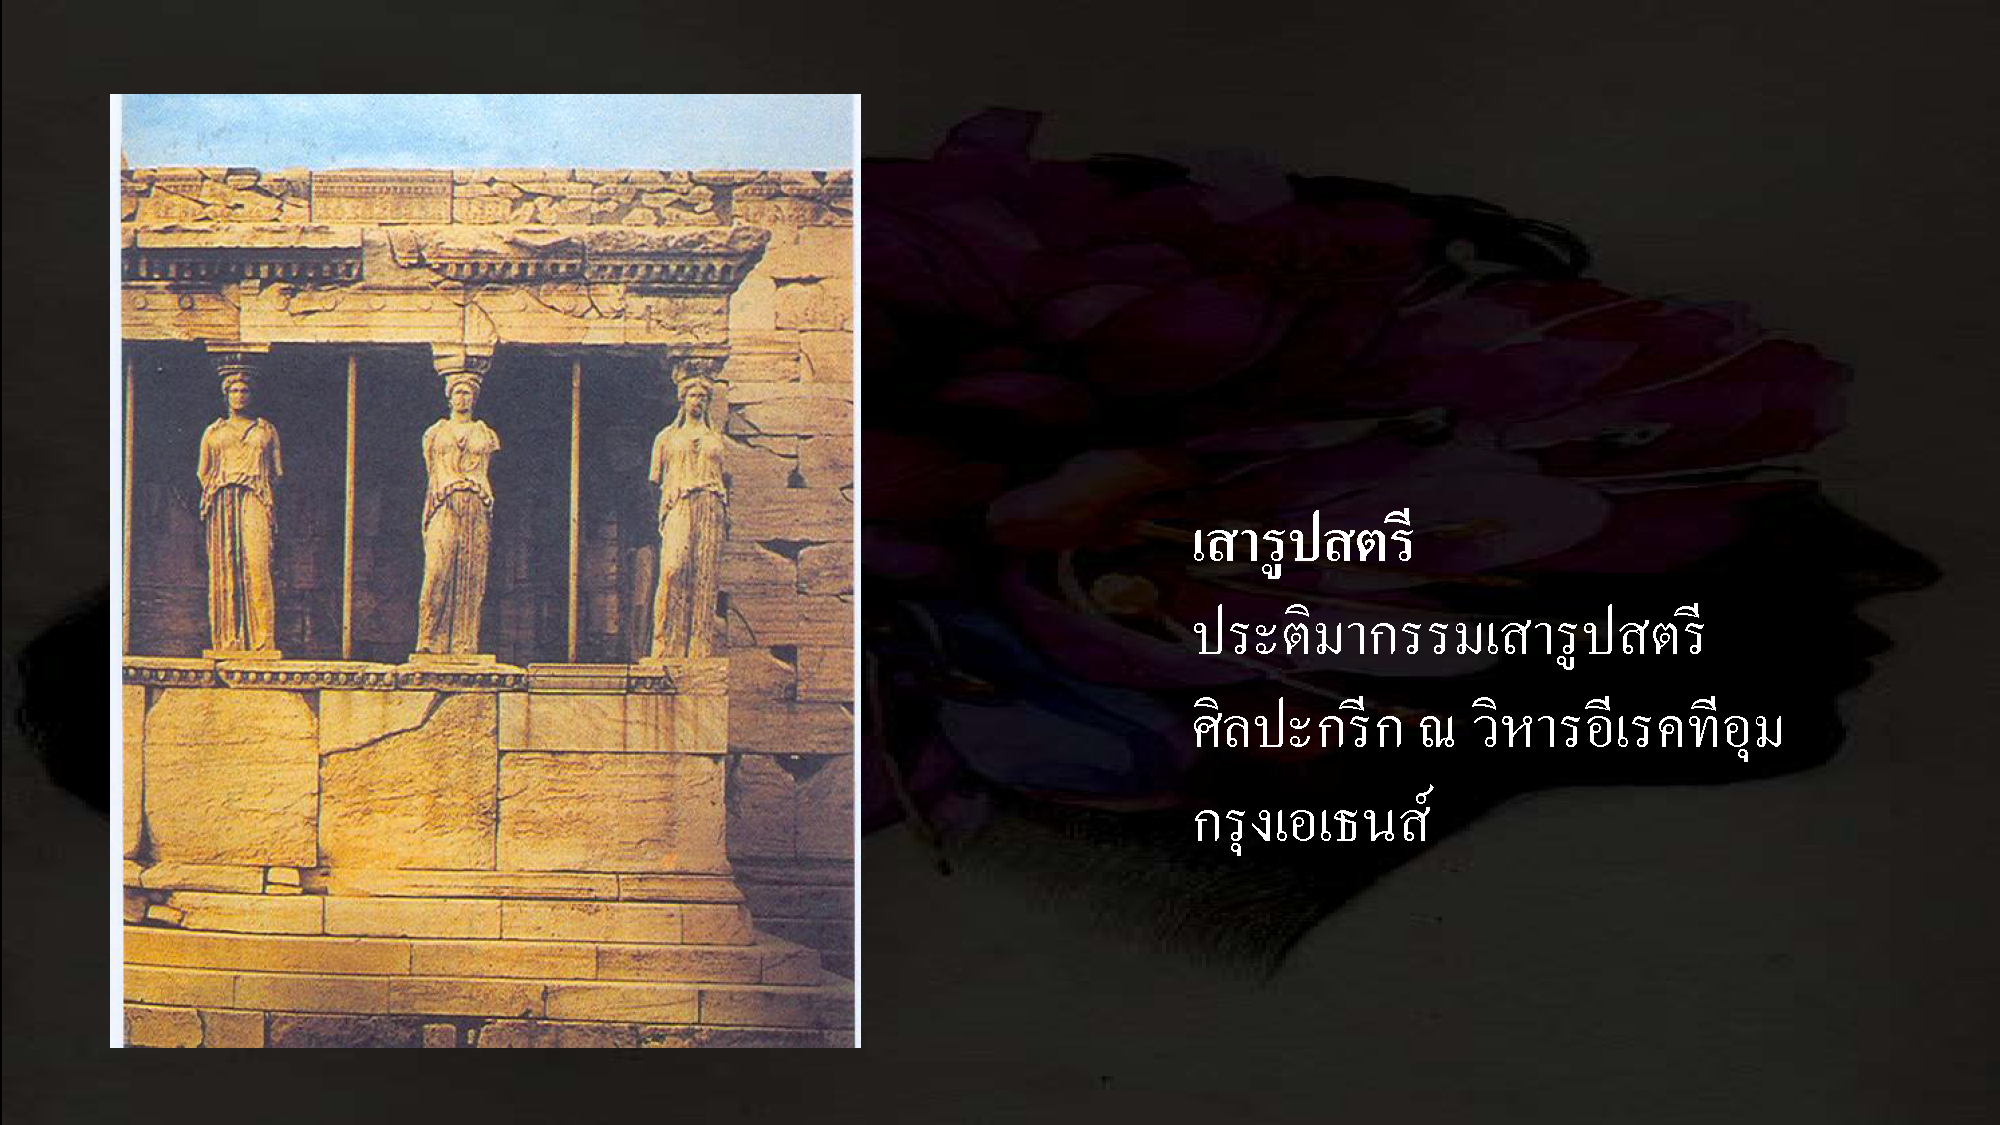 เสารูปสตรี
ประติมากรรมเสารูปสตรี
ศิลปะกรีก ณ วิหารอีเรคทีอุม
กรุงเอเธนส์